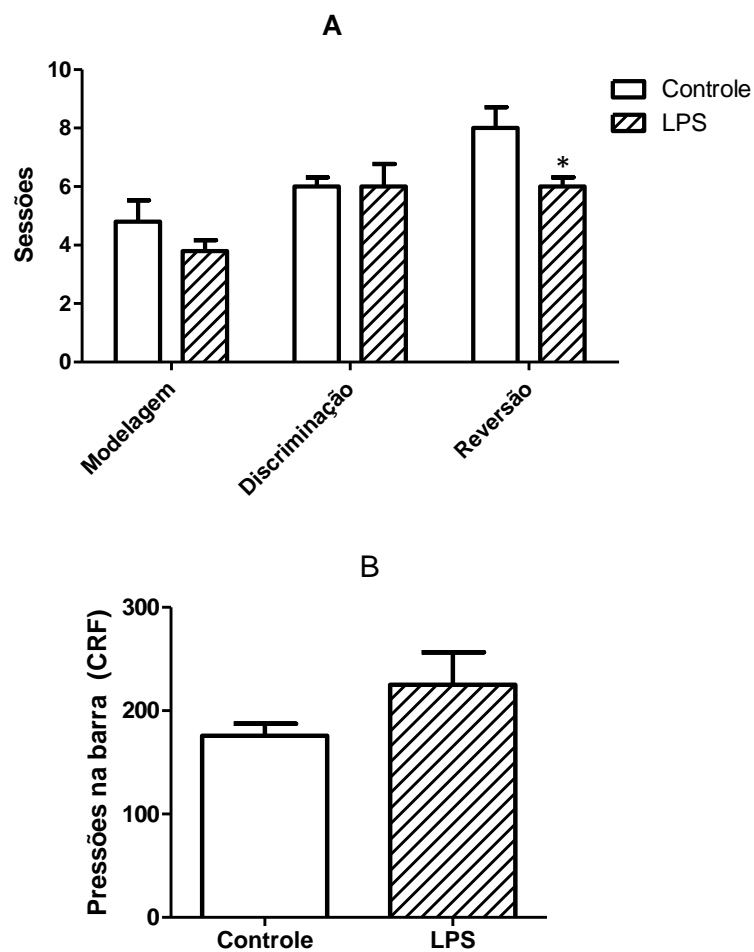 A
10
8
6
4
2
0
Sessões
Controle
LPS
*
Modelagem
Discriminação
Reversão
B
300
200
100
0
Pressões na barra (CRF)
Controle
LPS